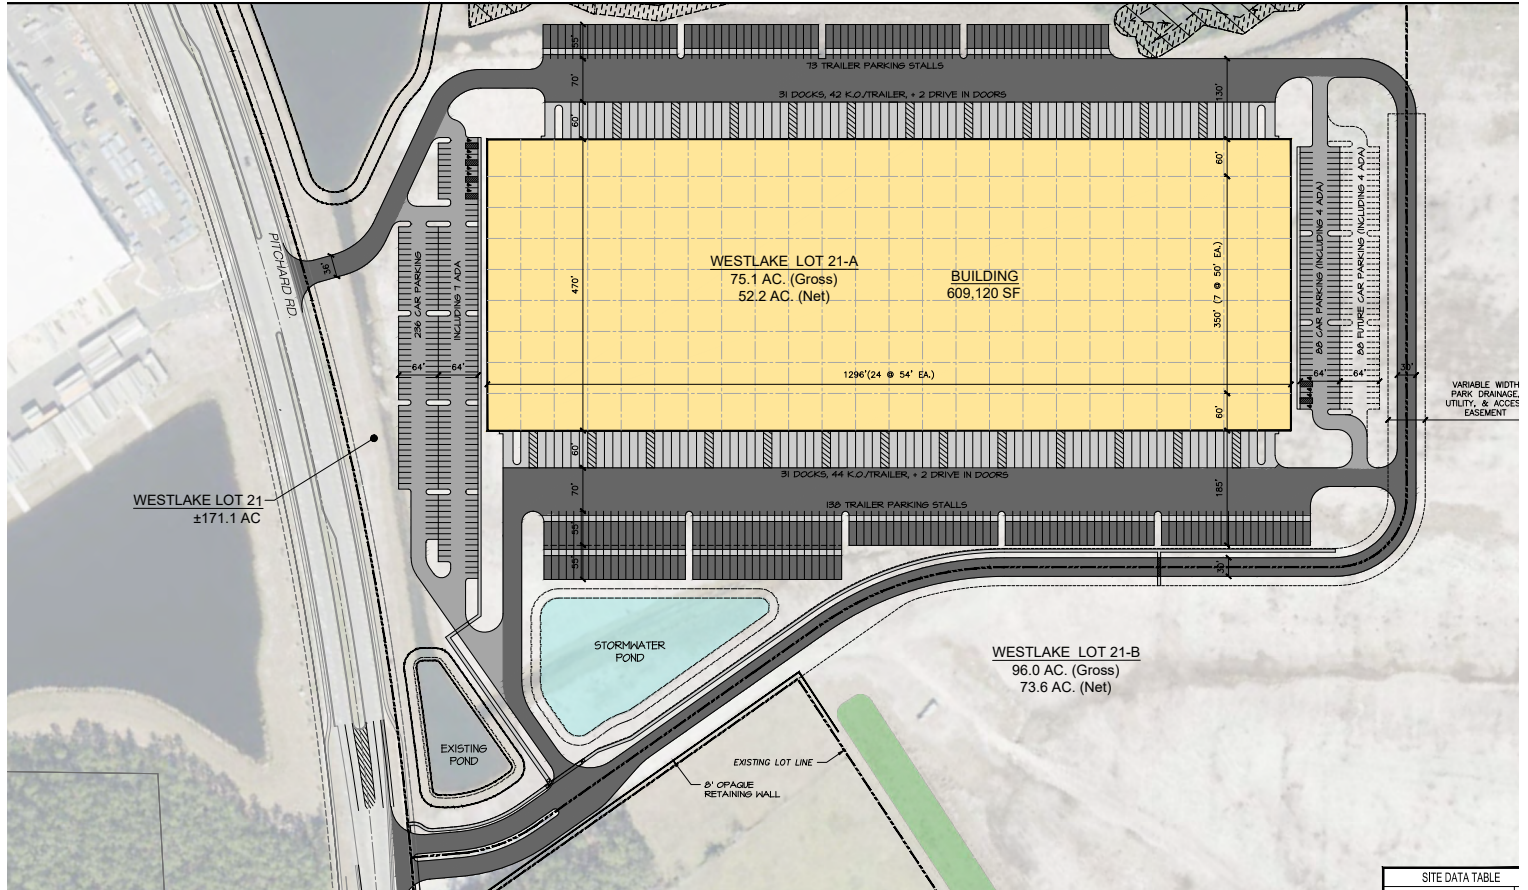 55'
73 TRAILER PARKING STALLS
70'
31 DOCKS, 42 K.O./TRAILER, + 2 DRIVE IN DOORS
130'
60'
60'
PITCHARD RD.
36'
236 CAR PARKING
INCLUDING 7 ADA
WESTLAKE LOT 21-A
75.1 AC. (Gross)
52.2 AC. (Net)
BUILDING
609,120 SF
470'
350' (7 @ 50' EA.)
88 CAR PARKING (INCLUDING 4 ADA)
88 FUTURE CAR PARKING (INCLUDING 4 ADA)
64'
64'
1296'(24 @ 54' EA.)
64'
64'
30'
VARIABLE WIDTH
PARK DRAINAGE,
UTILITY, & ACCES
EASEMENT
60'
60'
31 DOCKS, 44 K.O./TRAILER, + 2 DRIVE IN DOORS
70'
185'
WESTLAKE LOT 21
±171.1 AC
138 TRAILER PARKING STALLS
55'
55'
30'
STORMWATER
POND
WESTLAKE LOT 21-B
96.0 AC. (Gross)
73.6 AC. (Net)
EXISTING
POND
EXISTING LOT LINE
8' OPAQUE
RETAINING WALL
SITE DATA TABLE